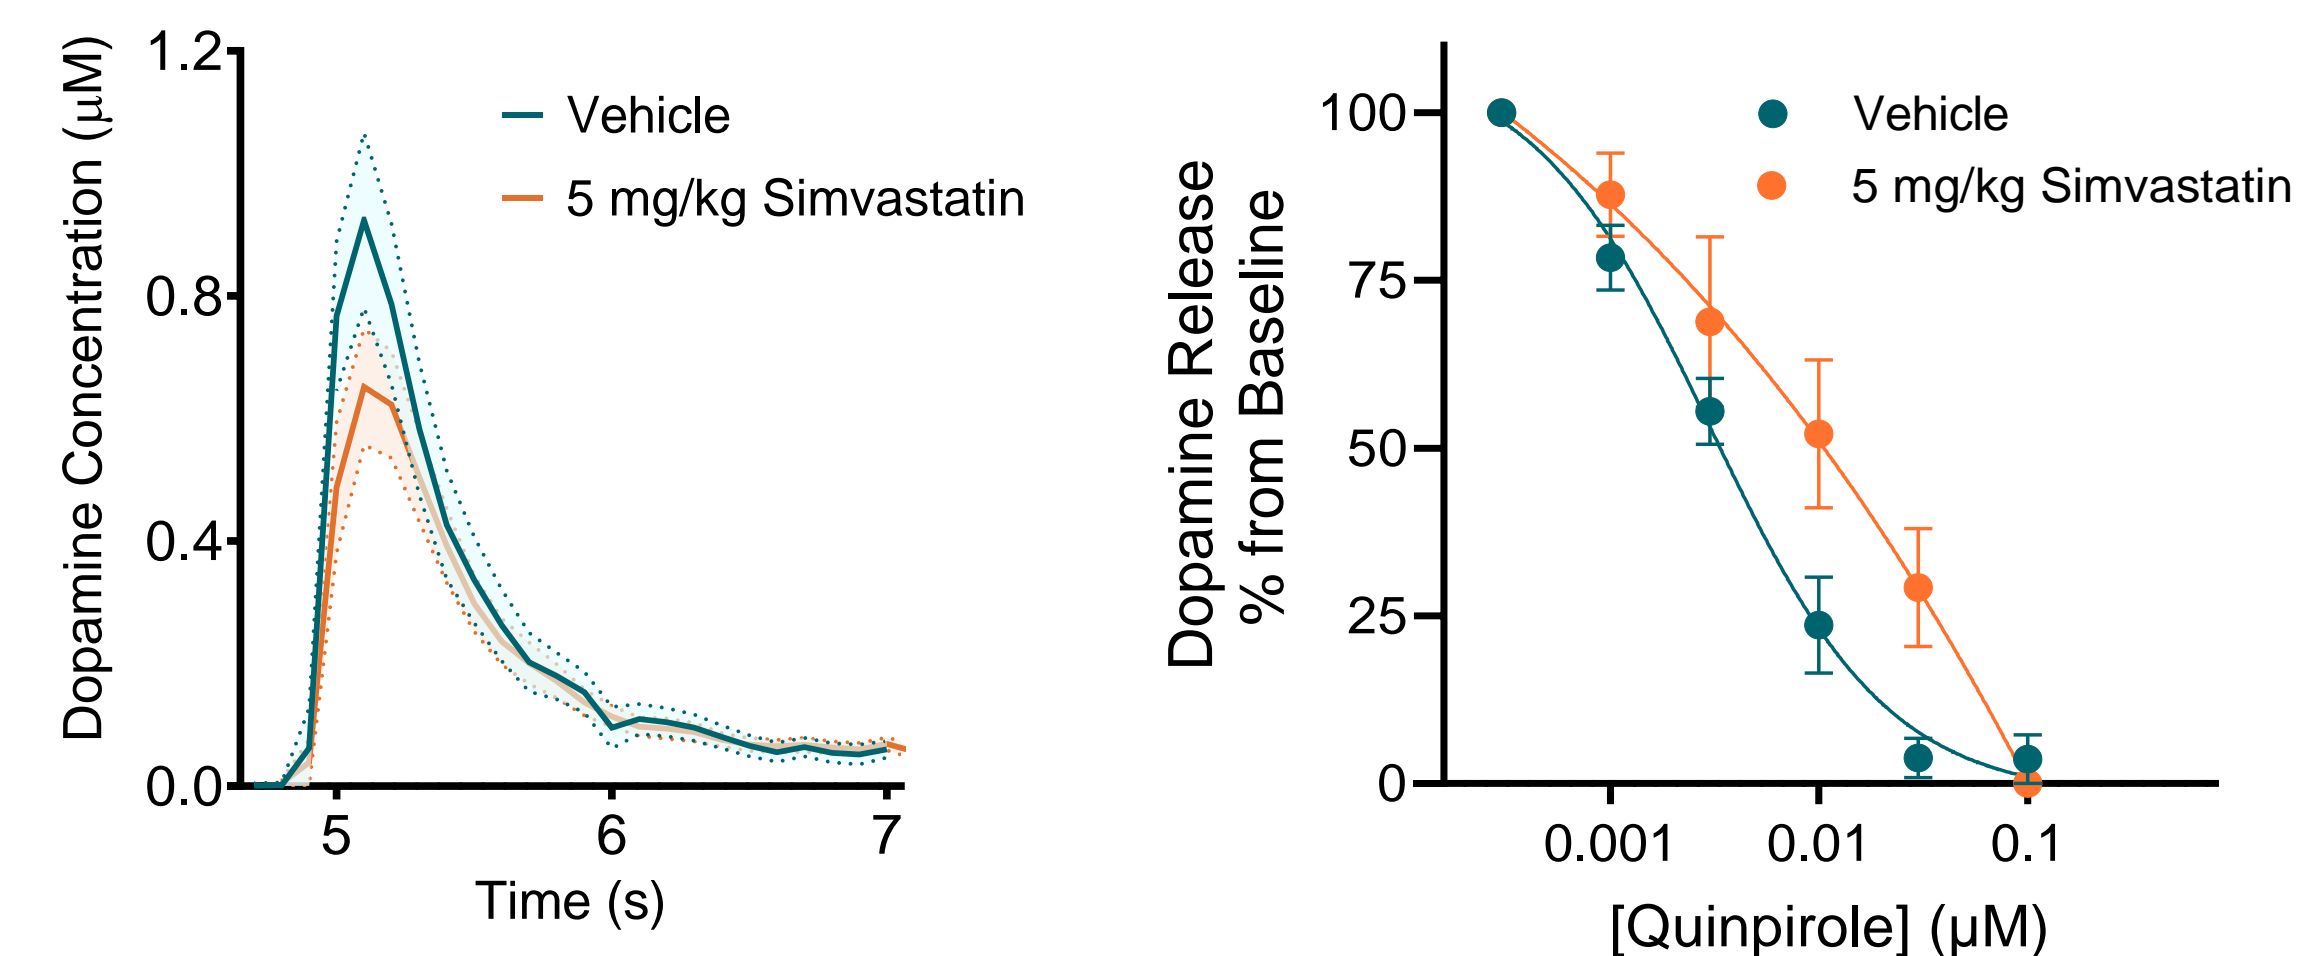 Dopamine Concentration (μM)
1.2
0.8
0.4
0.0
Vehicle
5 mg/kg Simvastatin
5
6
7
Time (s)
Dopamine Release
% from Baseline
100
75
50
25
0
Vehicle
5 mg/kg Simvastatin
0.001
0.01
0.1
[Quinpirole] (µM)